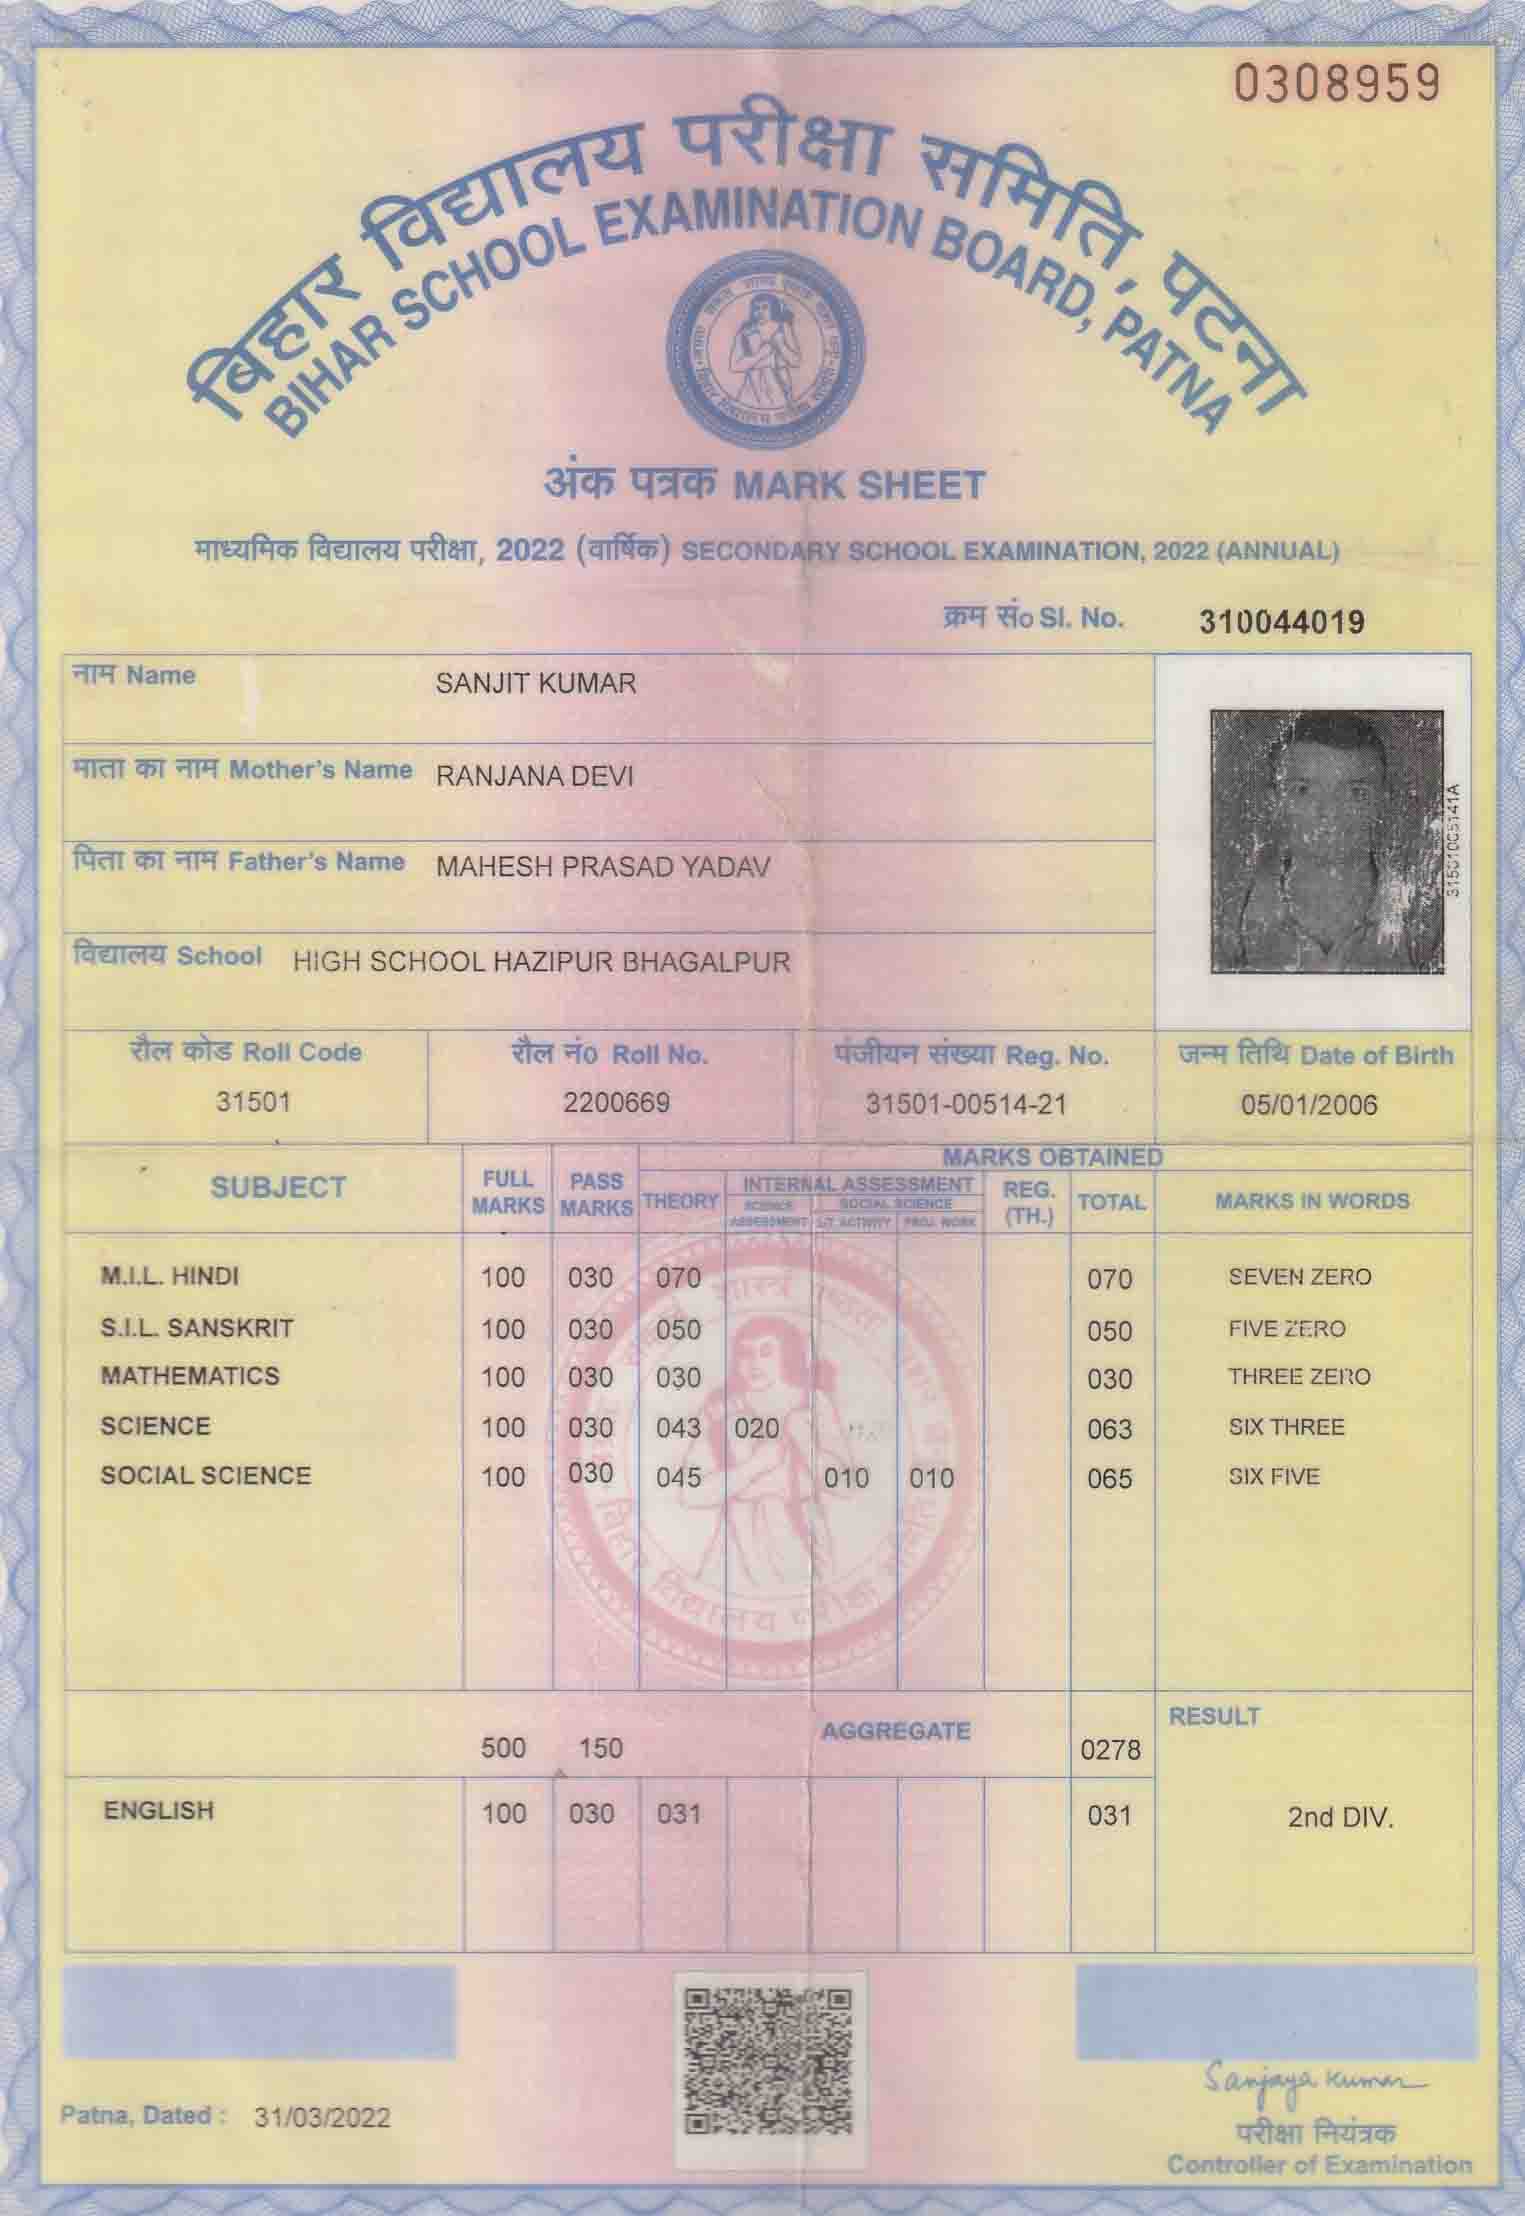 0308959
बिहार विद्यालय परीक्षा समिति, पटना
BIHAR SCHOOL EXAMINATION BOARD, PATNA
अंक पत्रक MARK SHEET
माध्यमिक विद्यालय परीक्षा, 2022 (वार्षिक) SECONDARY SCHOOL EXAMINATION, 2022 (ANNUAL)
क्रम सं० Sl. No. 310044019
नाम Name SANJIT KUMAR
माता का नाम Mother's Name RANJANA DEVI
पिता का नाम Father's Name MAHESH PRASAD YADAV
विद्यालय School HIGH SCHOOL HAZIPUR BHAGALPUR
रौल कोड Roll Code रौल नं० Roll No. पंजीयन संख्या Reg. No. जन्म तिथि Date of Birth
31501 2200669 31501-00514-21 05/01/2006
MARKS OBTAINED
SUBJECT FULL MARKS PASS MARKS THEORY INTERNAL ASSESSMENT REG. (TH.) TOTAL MARKS IN WORDS
SCIENCE ASSESSMENT SOCIAL SCIENCE
LIT ACTIVITY PROJ. WORK
M.I.L. HINDI 100 030 070 070 SEVEN ZERO
S.I.L. SANSKRIT 100 030 050 050 FIVE ZERO
MATHEMATICS 100 030 030 030 THREE ZERO
SCIENCE 100 030 043 020 063 SIX THREE
SOCIAL SCIENCE 100 030 045 010 010 065 SIX FIVE
500 150 AGGREGATE 0278 RESULT
ENGLISH 100 030 031 031 2nd DIV.
Sanjaya Kumar
Patna, Dated : 31/03/2022
परीक्षा नियंत्रक
Controller of Examination